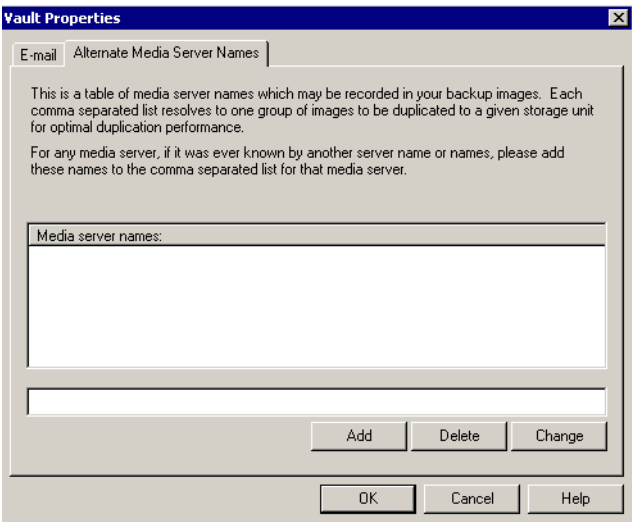 Vault Properties
E-mail
Alternate Media Server Names
This is a table of media server names which may be recorded in your backup images. Each
comma separated list resolves to one group of images to be duplicated to a given storage unit
for optimal duplication performance.
For any media server, if it was ever known by another server name or names, please add
these names to the comma separated list for that media server.
Media server names:
Add
Delete
Change
OK
Cancel
Help